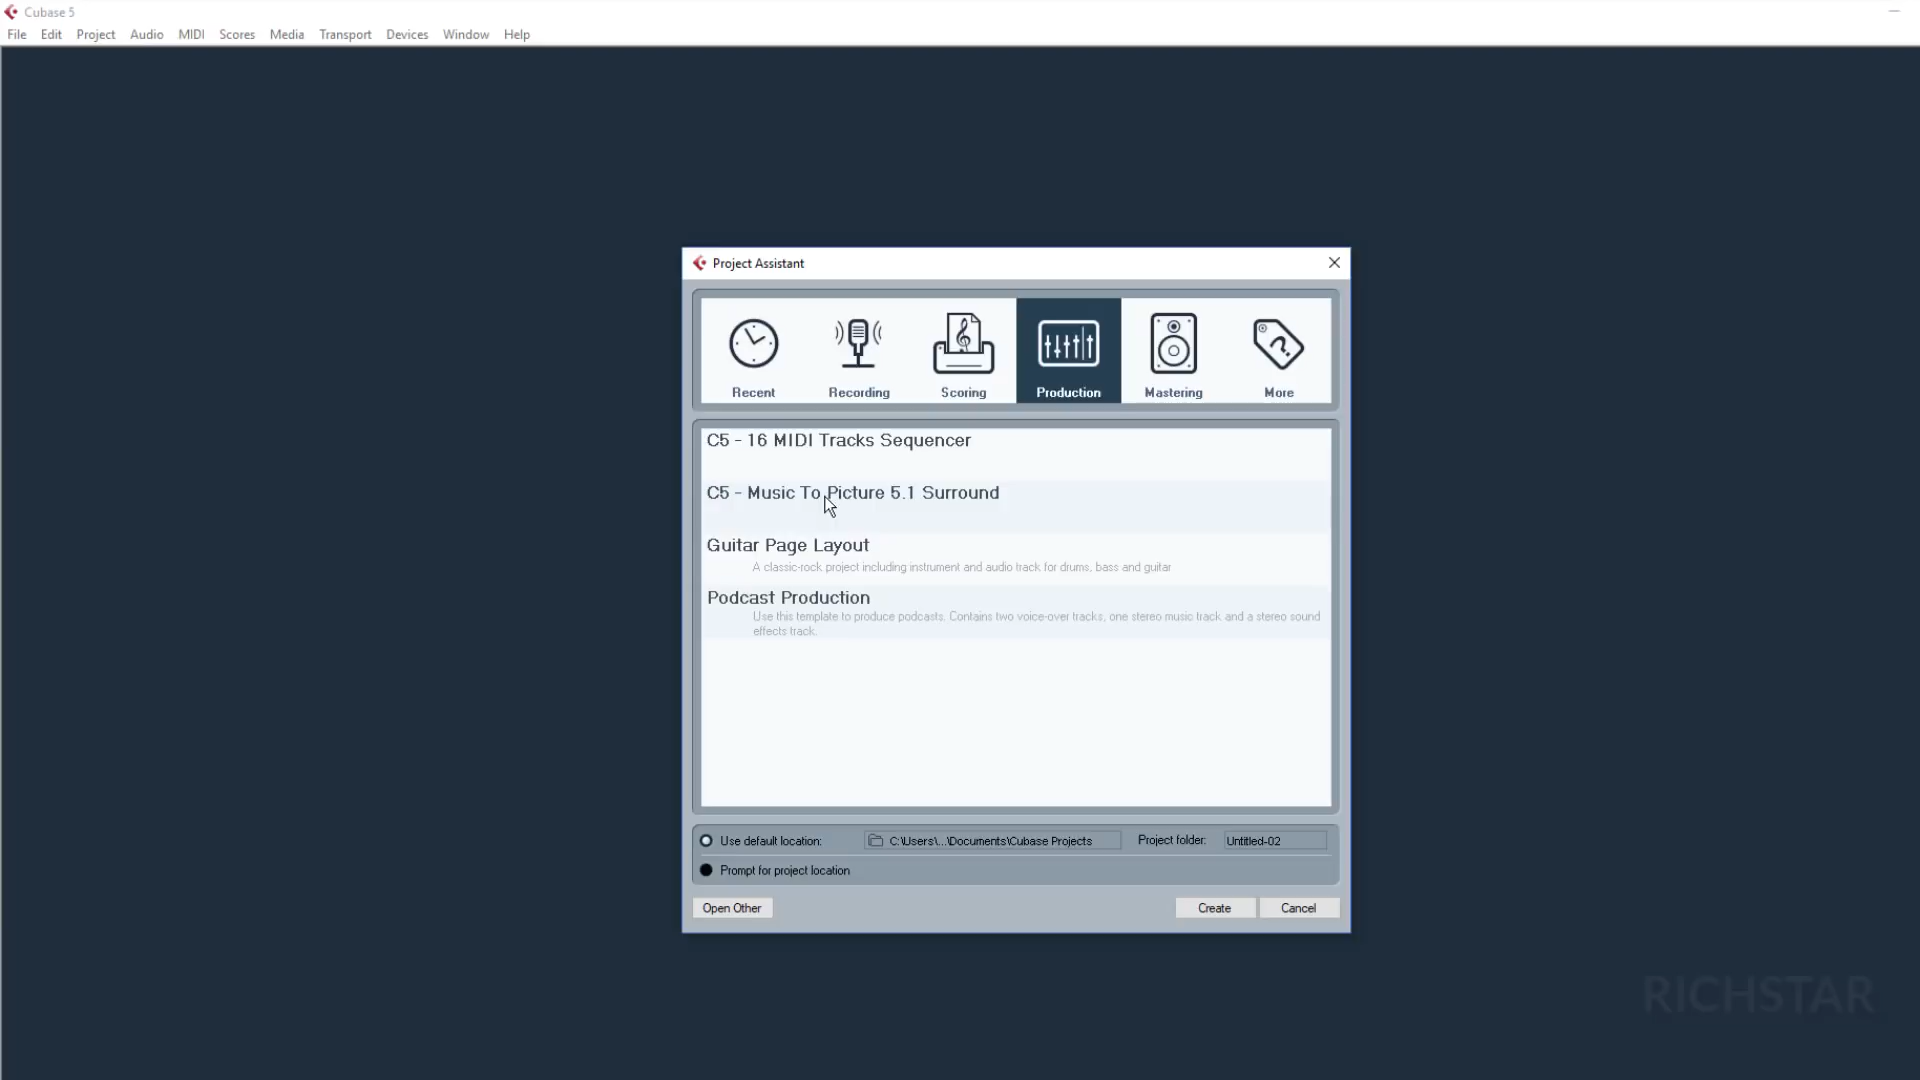 Cubase 5
File Edit Project Audio MIDI Scores Media Transport Devices Window Help
Project Assistant
Recent Recording Scoring Production Mastering More
C5 - 16 MIDI Tracks Sequencer
C5 - Music To Picture 5.1 Surround
Guitar Page Layout
A classic-rock project including instrument and audio track for drums, bass and guitar
Podcast Production
Use this template to produce podcasts. Contains two voice-over tracks, one stereo music track and a stereo sound
effects track.
Use default location: C:\Users\...\Documents\Cubase Projects Project folder: Untitled-02
Prompt for project location
Open Other Create Cancel
RICHSTAR